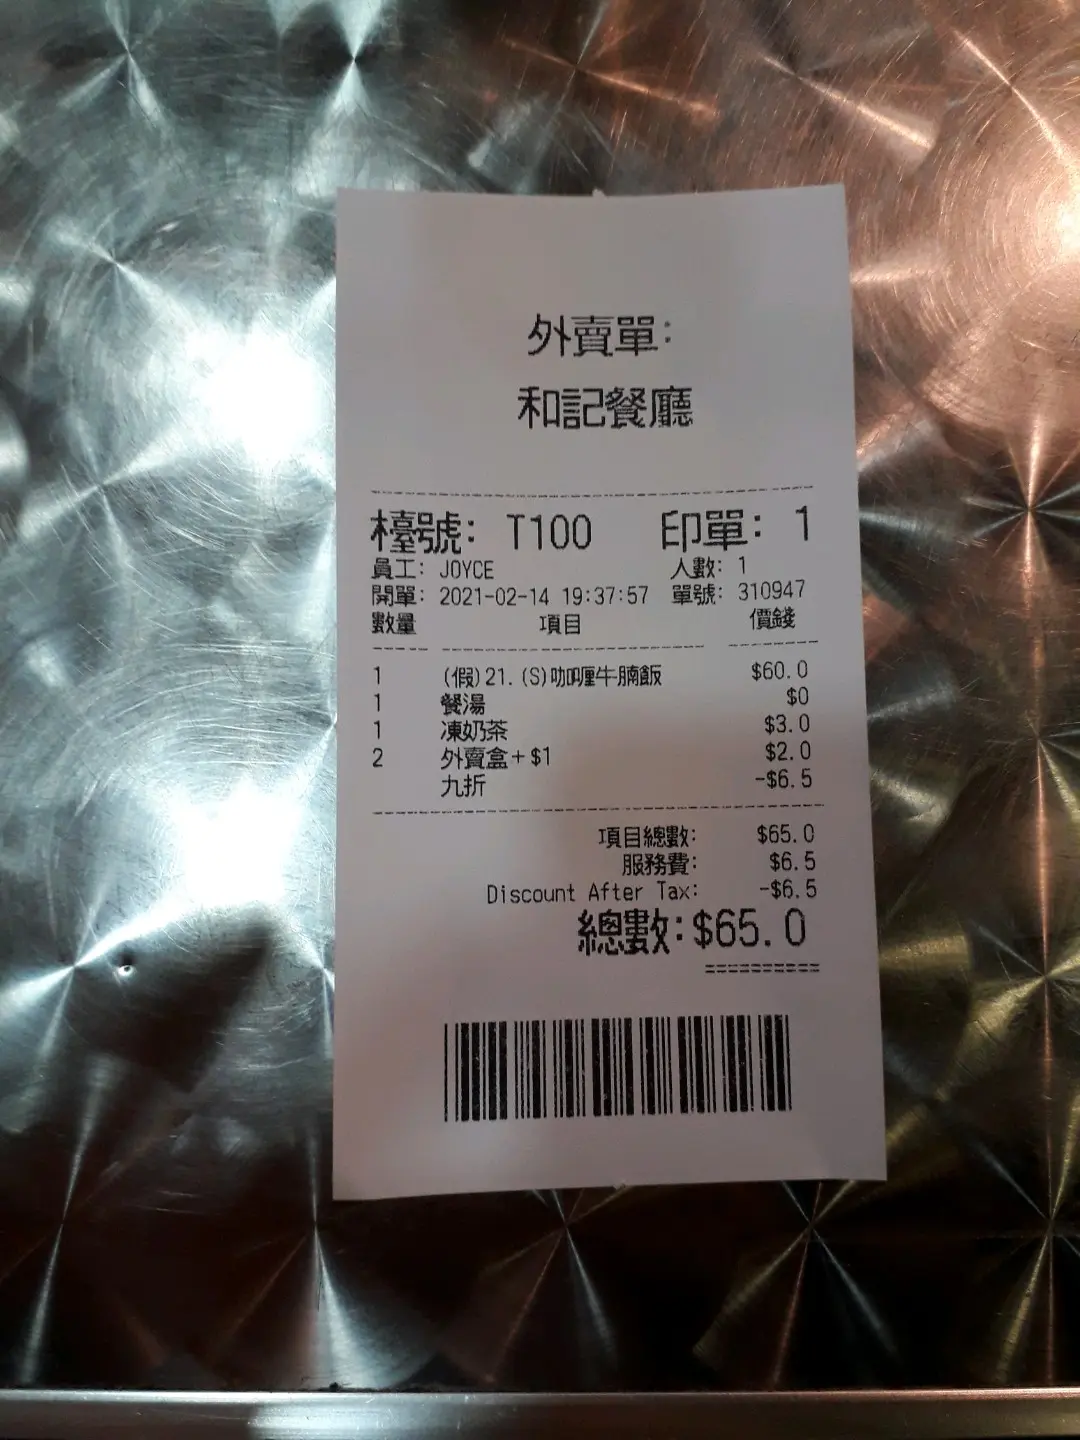 外賣單:
和記餐廳
檯號: T100 印單: 1
員工: JOYCE 人數: 1
開單: 2021-02-14 19:37:57 單號: 310947
數量 項目 價錢
1 (假)21.(S)咖喱牛腩飯 $60.0
1 餐湯 $0
1 凍奶茶 $3.0
2 外賣盒+$1 $2.0
九折 -$6.5
項目總數: $65.0
服務費: $6.5
Discount After Tax: -$6.5
總數:$65.0
==========